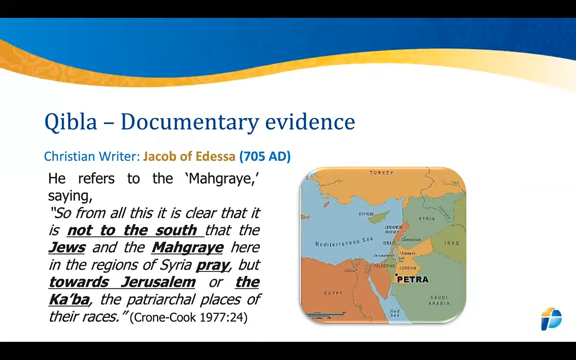 Qibla – Documentary evidence
Christian Writer: Jacob of Edessa (705 AD)
He refers to the ‘Mahgraye,’
saying,
“So from all this it is clear that it
is not to the south that the
Jews and the Mahgraye here
in the regions of Syria pray, but
towards Jerusalem or the
Ka’ba, the patriarchal places of
their races.” (Crone-Cook 1977:24)
TURKEY
CYPRUS
SYRIA
LEBANON
Mediterranean Sea
IRAQ
ISRAEL
JORDAN
PETRA
EGYPT
SAUDI
ARABIA